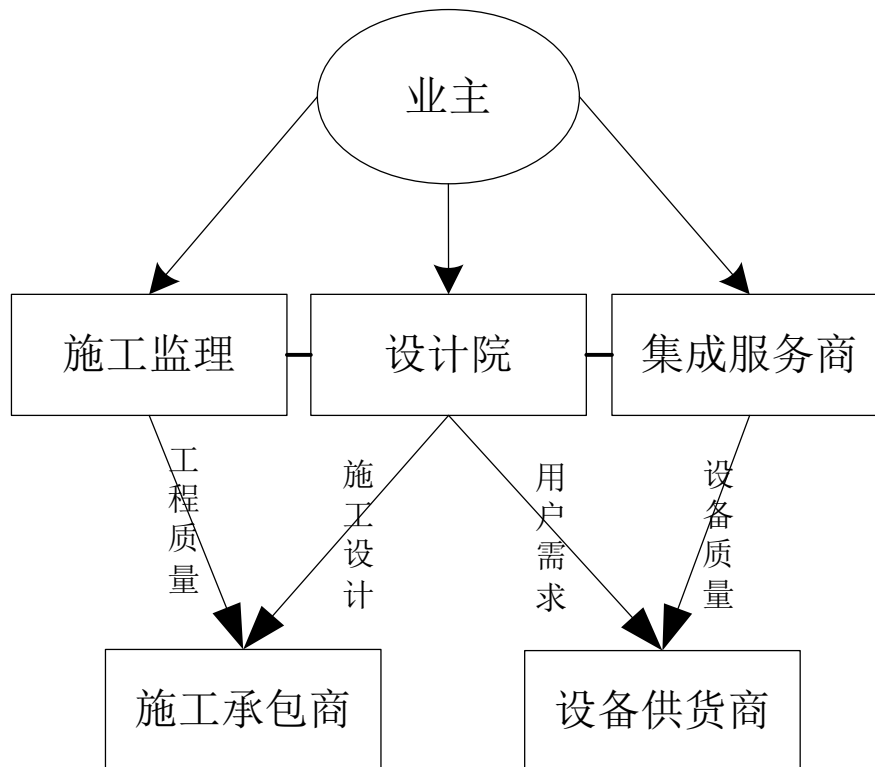 业主
施工监理
设计院
集成服务商
工程质量
施工设计
用户需求
设备质量
施工承包商
设备供货商